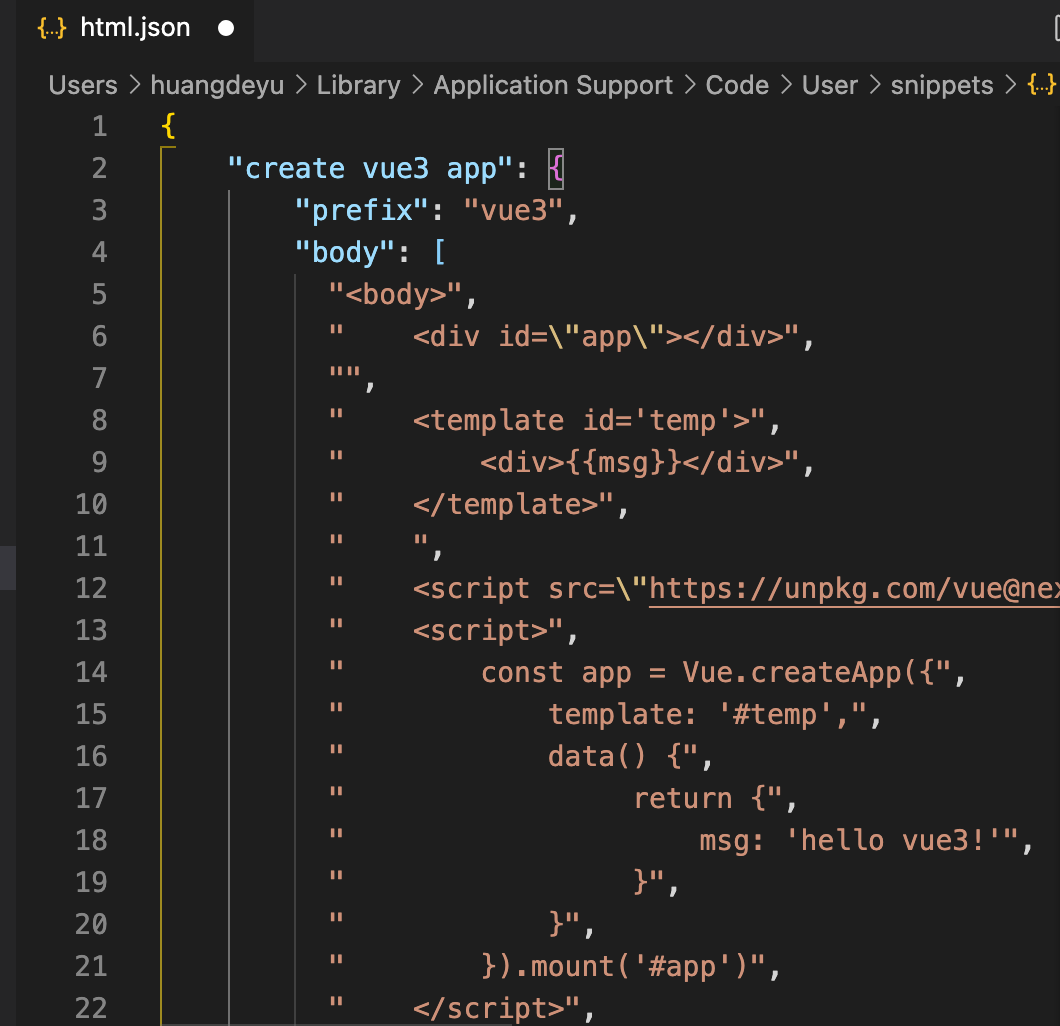 {...} html.json
Users > huangdeyu > Library > Application Support > Code > User > snippets > {...}
1 {
2 "create vue3 app": {
3 "prefix": "vue3",
4 "body": [
5 "<body>",
6 "    <div id=\"app\"></div>",
7 "",
8 "    <template id='temp'>",
9 "        <div>{{msg}}</div>",
10 "    </template>",
11 "    ",
12 "    <script src=\"https://unpkg.com/vue@nex
13 "    <script>",
14 "        const app = Vue.createApp({",
15 "            template: '#temp',",
16 "            data() {",
17 "                 return {",
18 "                     msg: 'hello vue3!'",
19 "                 }",
20 "            }",
21 "        }).mount('#app')",
22 "    </script>",